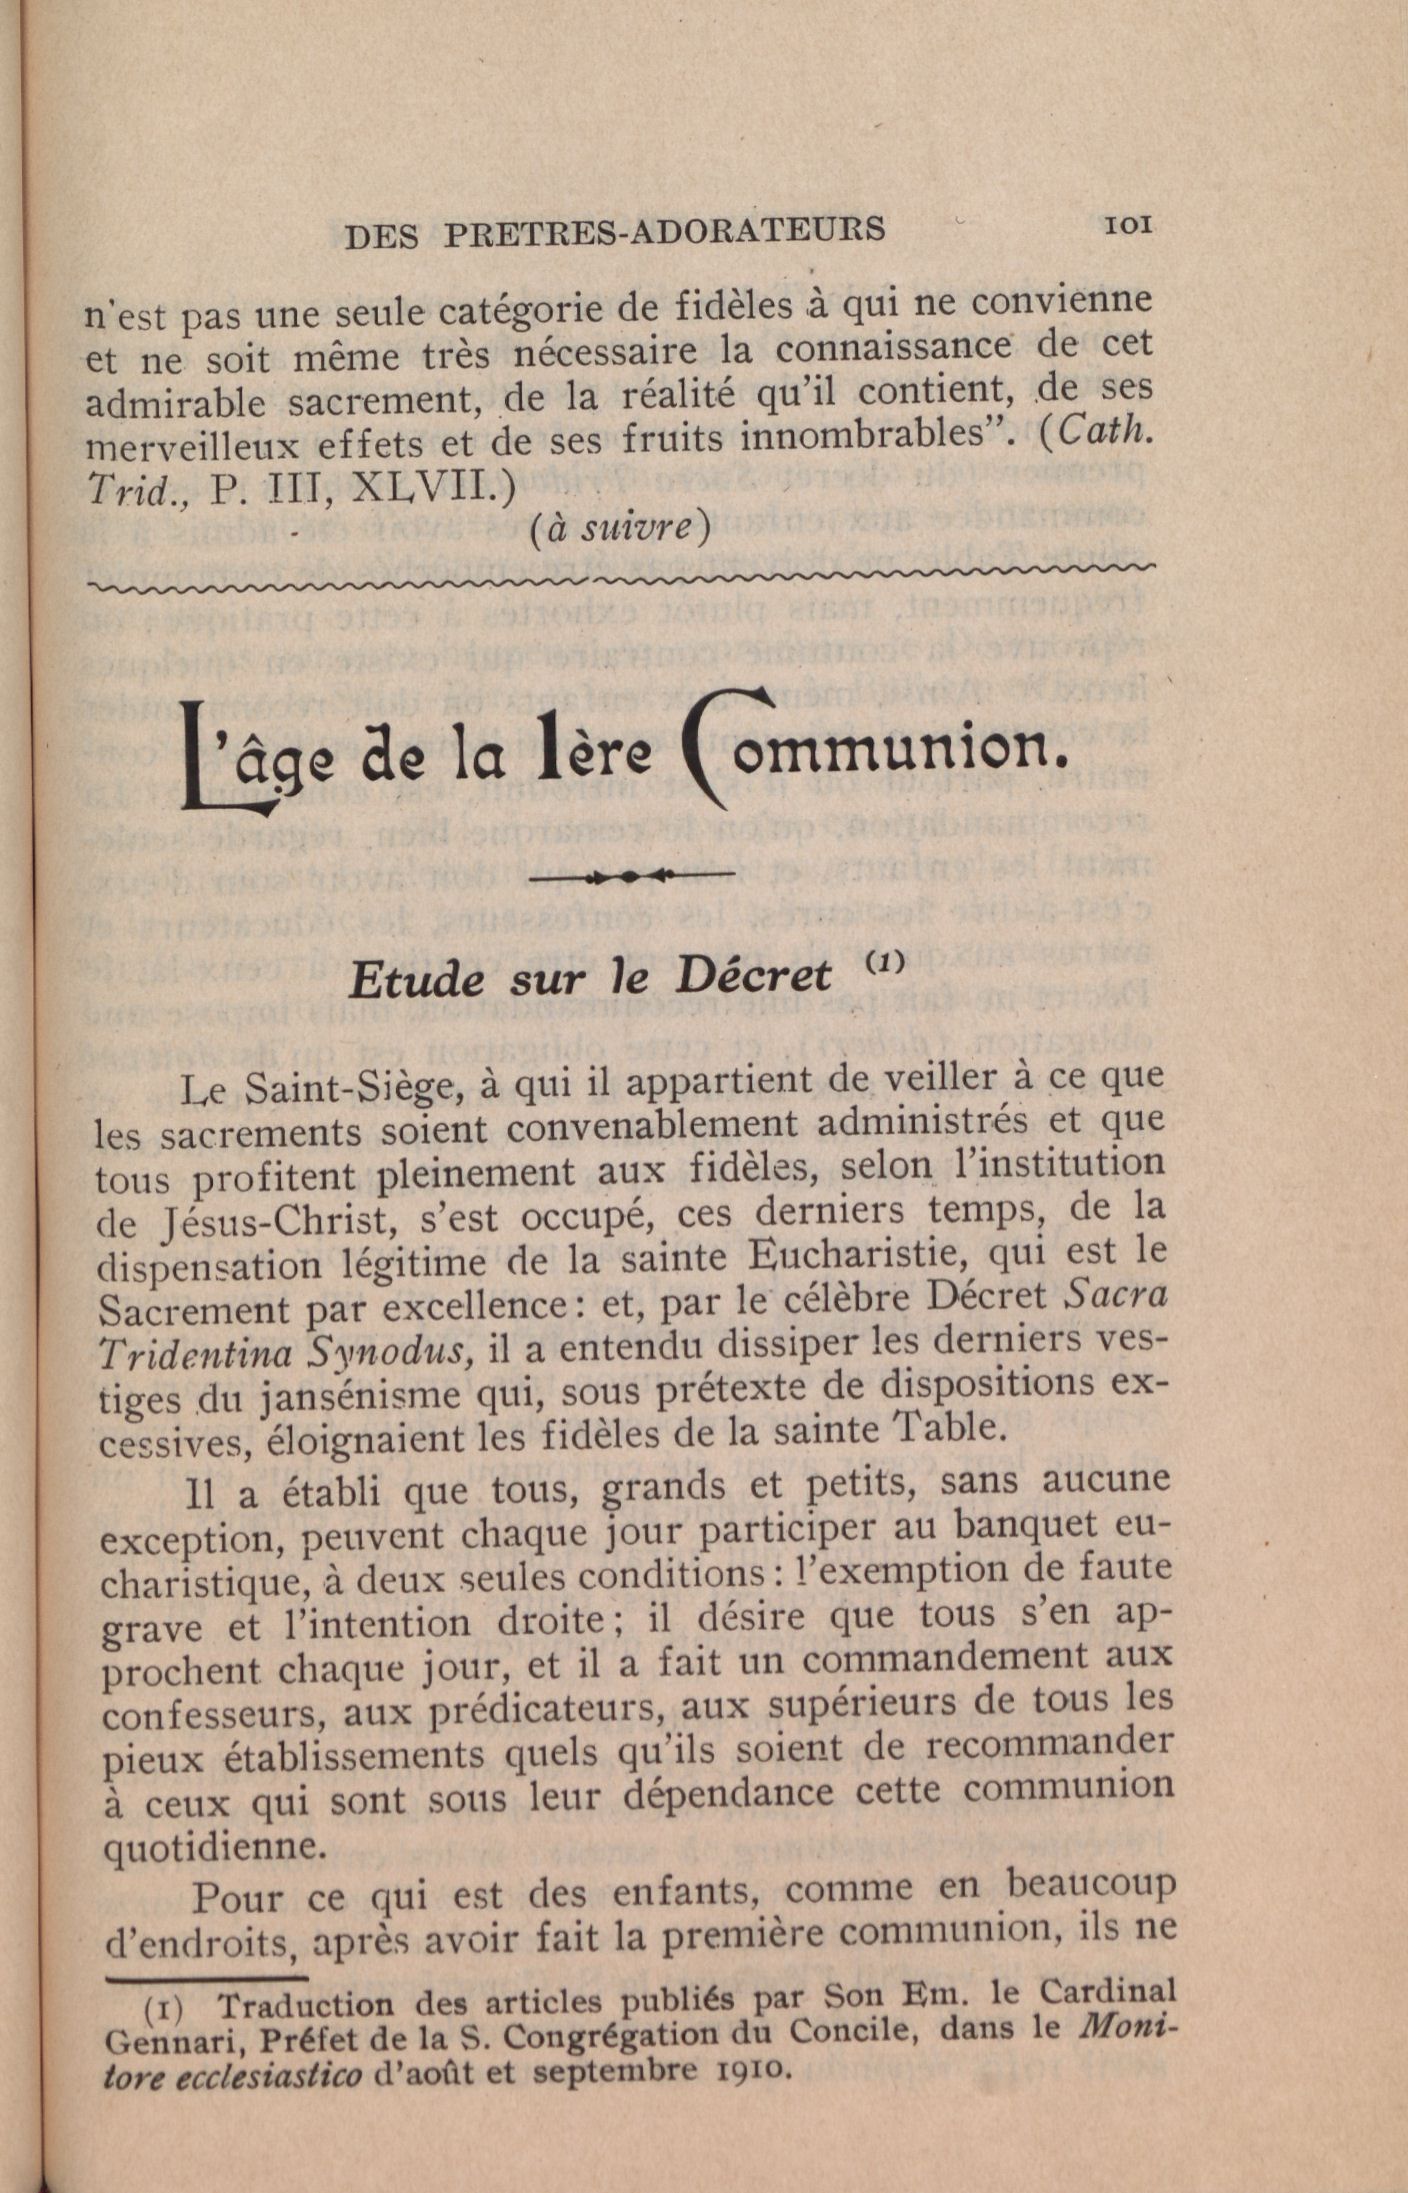 DES PRETRES-ADORATEURS 101
n'est pas une seule catégorie de fidèles à qui ne convienne
et ne soit même très nécessaire la connaissance de cet
admirable sacrement, de la réalité qu'il contient, de ses
merveilleux effets et de ses fruits innombrables”. (Cath.
Trid., P. III, XLVII.)
(à suivre)
L'âge de la 1ère Communion.
Etude sur le Décret (1)
Le Saint-Siège, à qui il appartient de veiller à ce que
les sacrements soient convenablement administrés et que
tous profitent pleinement aux fidèles, selon l'institution
de Jésus-Christ, s'est occupé, ces derniers temps, de la
dispensation légitime de la sainte Eucharistie, qui est le
Sacrement par excellence : et, par le célèbre Décret Sacra
Tridentina Synodus, il a entendu dissiper les derniers ves-
tiges du jansénisme qui, sous prétexte de dispositions ex-
cessives, éloignaient les fidèles de la sainte Table.
Il a établi que tous, grands et petits, sans aucune
exception, peuvent chaque jour participer au banquet eu-
charistique, à deux seules conditions : l'exemption de faute
grave et l'intention droite ; il désire que tous s'en ap-
prochent chaque jour, et il a fait un commandement aux
confesseurs, aux prédicateurs, aux supérieurs de tous les
pieux établissements quels qu'ils soient de recommander
à ceux qui sont sous leur dépendance cette communion
quotidienne.
Pour ce qui est des enfants, comme en beaucoup
d'endroits, après avoir fait la première communion, ils ne
(1) Traduction des articles publiés par Son Em. le Cardinal
Gennari, Préfet de la S. Congrégation du Concile, dans le Moni-
tore ecclesiastico d'août et septembre 1910.